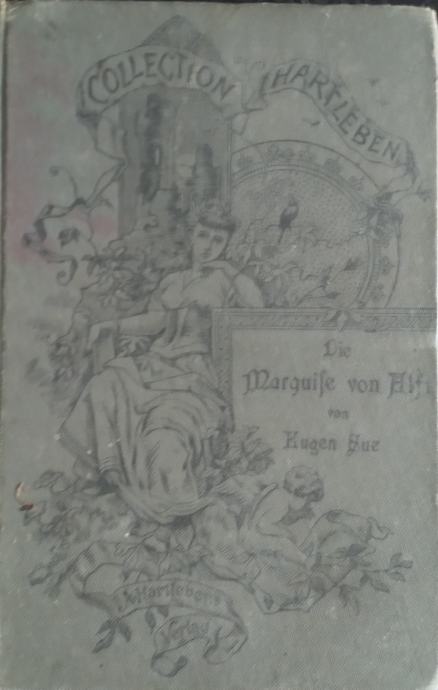 COLLECTION
HARTLEBEN
Die
Marquise von
von
Eugen Sue
A. Hartleben's
Verlag